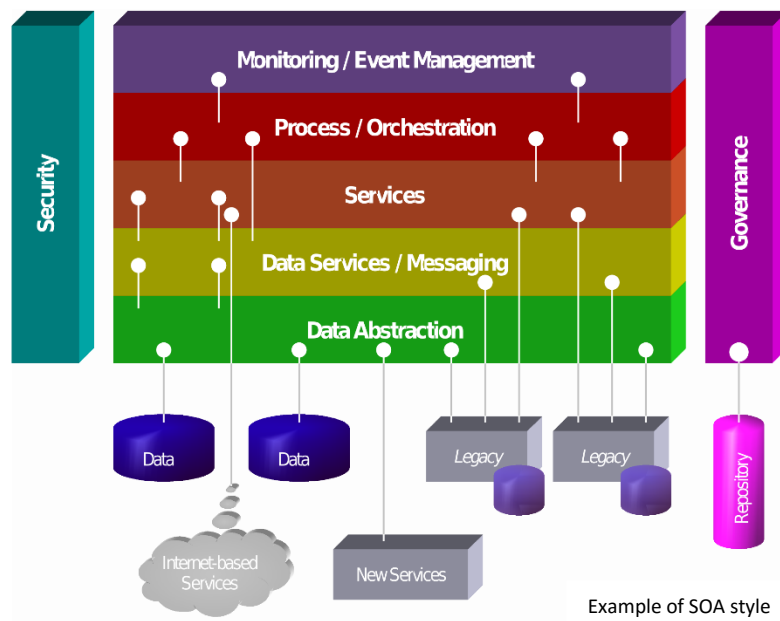 Monitoring / Event Management
Process / Orchestration
Services
Data Services / Messaging
Data Abstraction
Security
Governance
Data
Data
Legacy
Legacy
Repository
Internet-based
Services
New Services
Example of SOA style